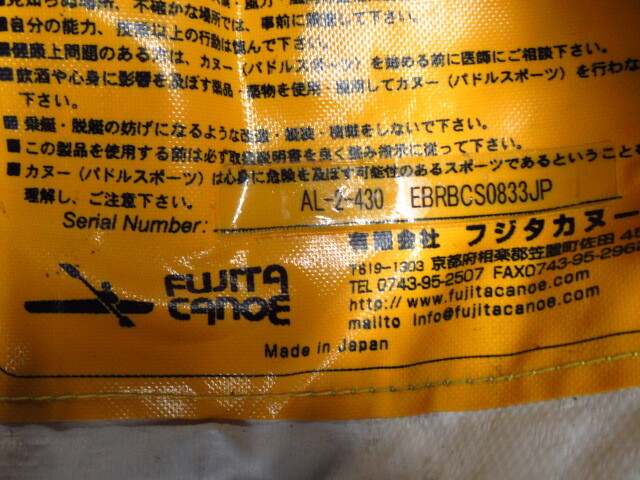 自分の能力、技術以上の行動は慎んで下さい。
健康上問題のある方は、カヌー（パドルスポーツ）を始める前に医師にご相談下さい。
飲酒や心身に影響を及ぼす薬品・薬物を使用・服用してカヌー（パドルスポーツ）を行わな
下さい。
■乗艇・脱艇の妨げになるような改造・艤装・積載をしないで下さい。
■この製品を使用する前は必ず取扱説明書を良く読み指示に従って下さい。
■カヌー（パドルスポーツ）は心身に危険を及ぼす可能性のあるスポーツであるということ
理解し、ご注意下さい。
Serial Number: AL-2-430 EBRBCS0833JP
有限会社 フジタカヌー
〒619-1303 京都府相楽郡笠置町佐田 45
TEL 0743-95-2507 FAX0743-95-296
http://www.fujitacanoe.com
mailto info@fujitacanoe.com
FUJITA
CANOE
Made in Japan